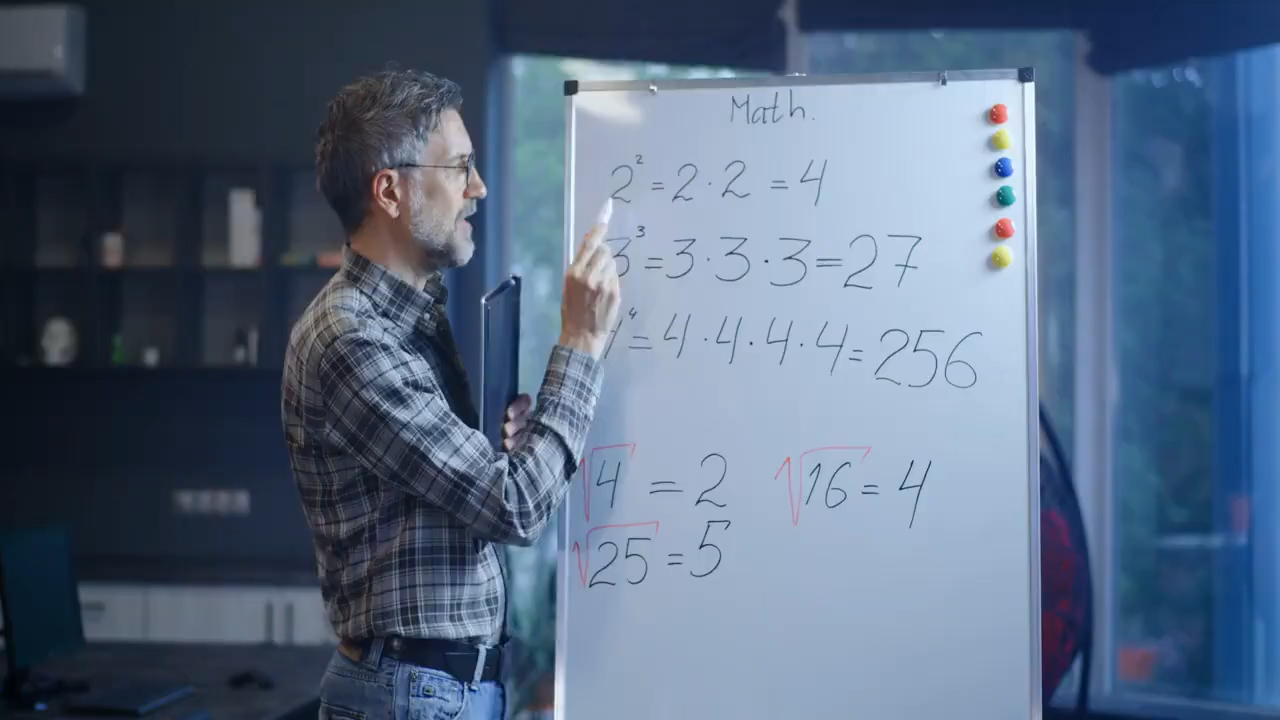 Math.
2² = 2 · 2 = 4
3³ = 3 · 3 · 3 = 27
4⁴ = 4 · 4 · 4 · 4 = 256
√4 = 2 √16 = 4
√25 = 5